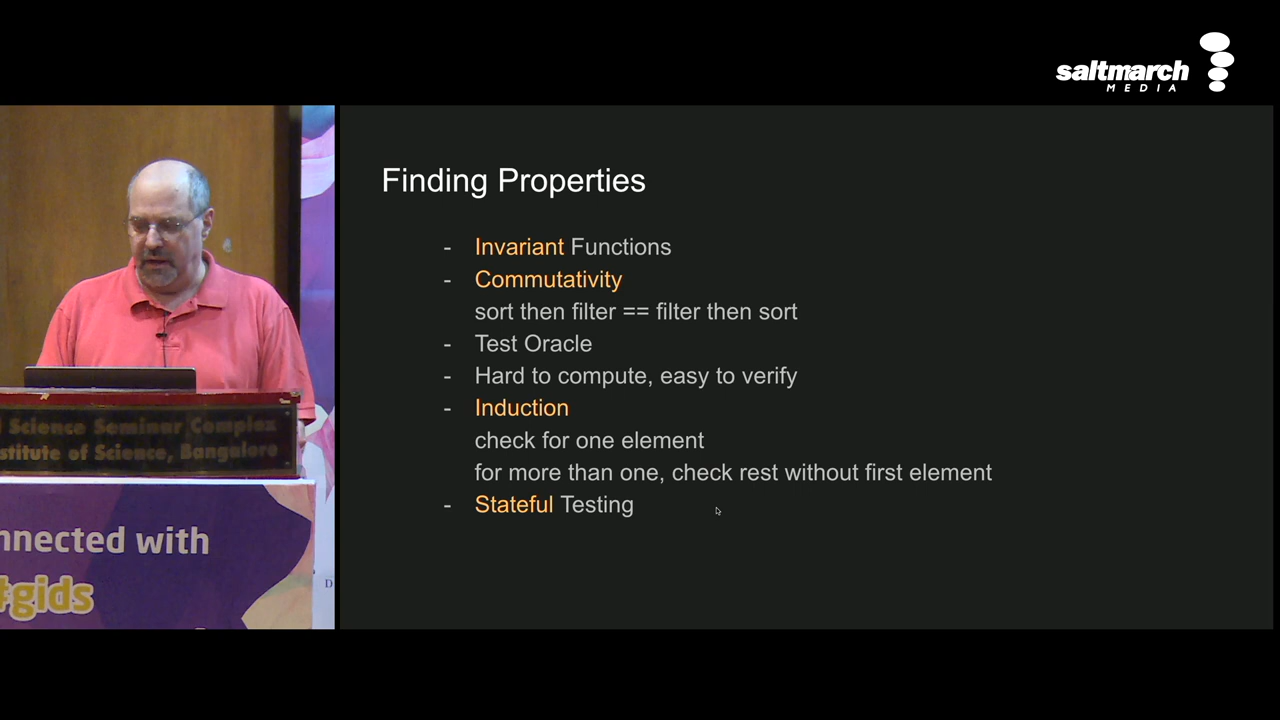 saltmarch
MEDIA
Finding Properties
- Invariant Functions
- Commutativity
sort then filter == filter then sort
- Test Oracle
- Hard to compute, easy to verify
- Induction
check for one element
for more than one, check rest without first element
- Stateful Testing
Science Seminar Complex
stitute of Science, Bangalore
nnected with
#gids
D